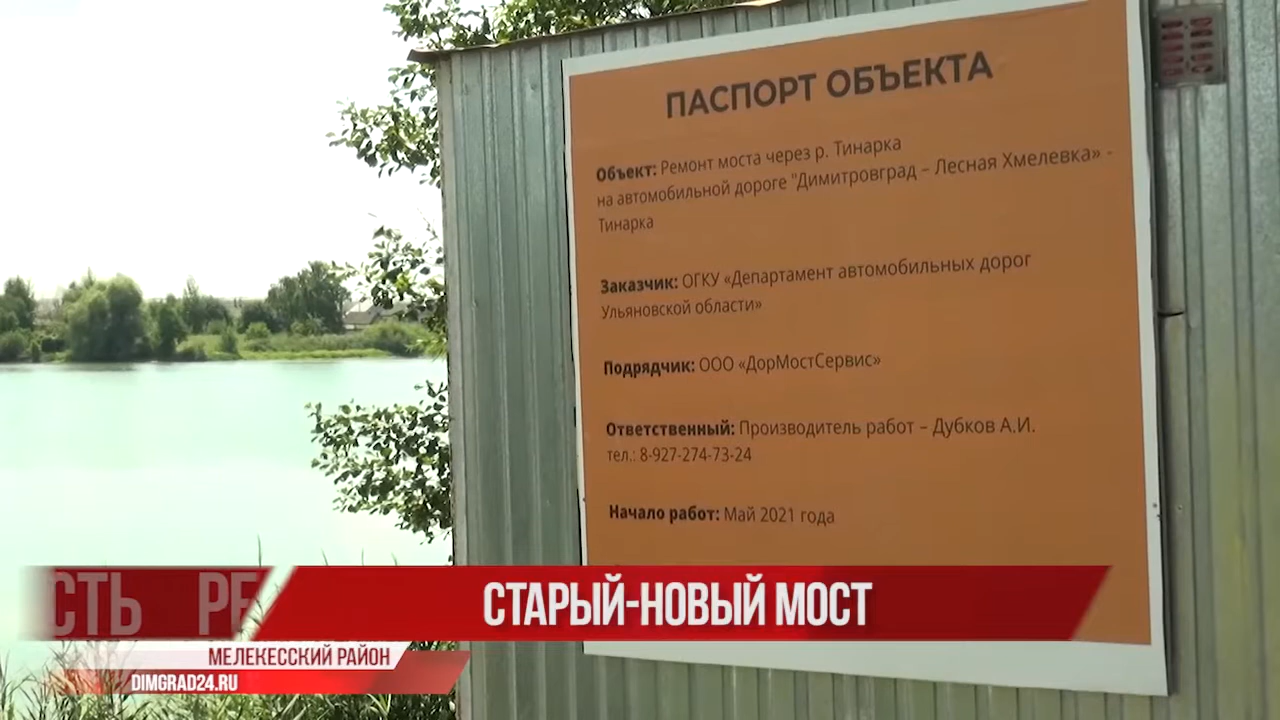 ПАСПОРТ ОБЪЕКТА
Объект: Ремонт моста через р. Тинарка
на автомобильной дороге "Димитровград – Лесная Хмелевка» -
Тинарка
Заказчик: ОГКУ «Департамент автомобильных дорог
Ульяновской области»
Подрядчик: ООО «ДорМостСервис»
Ответственный: Производитель работ – Дубков А.И.
тел.: 8-927-274-73-24
Начало работ: Май 2021 года
СТЬ РЕ
СТАРЫЙ-НОВЫЙ МОСТ
МЕЛЕКЕССКИЙ РАЙОН
DIMGRAD24.RU